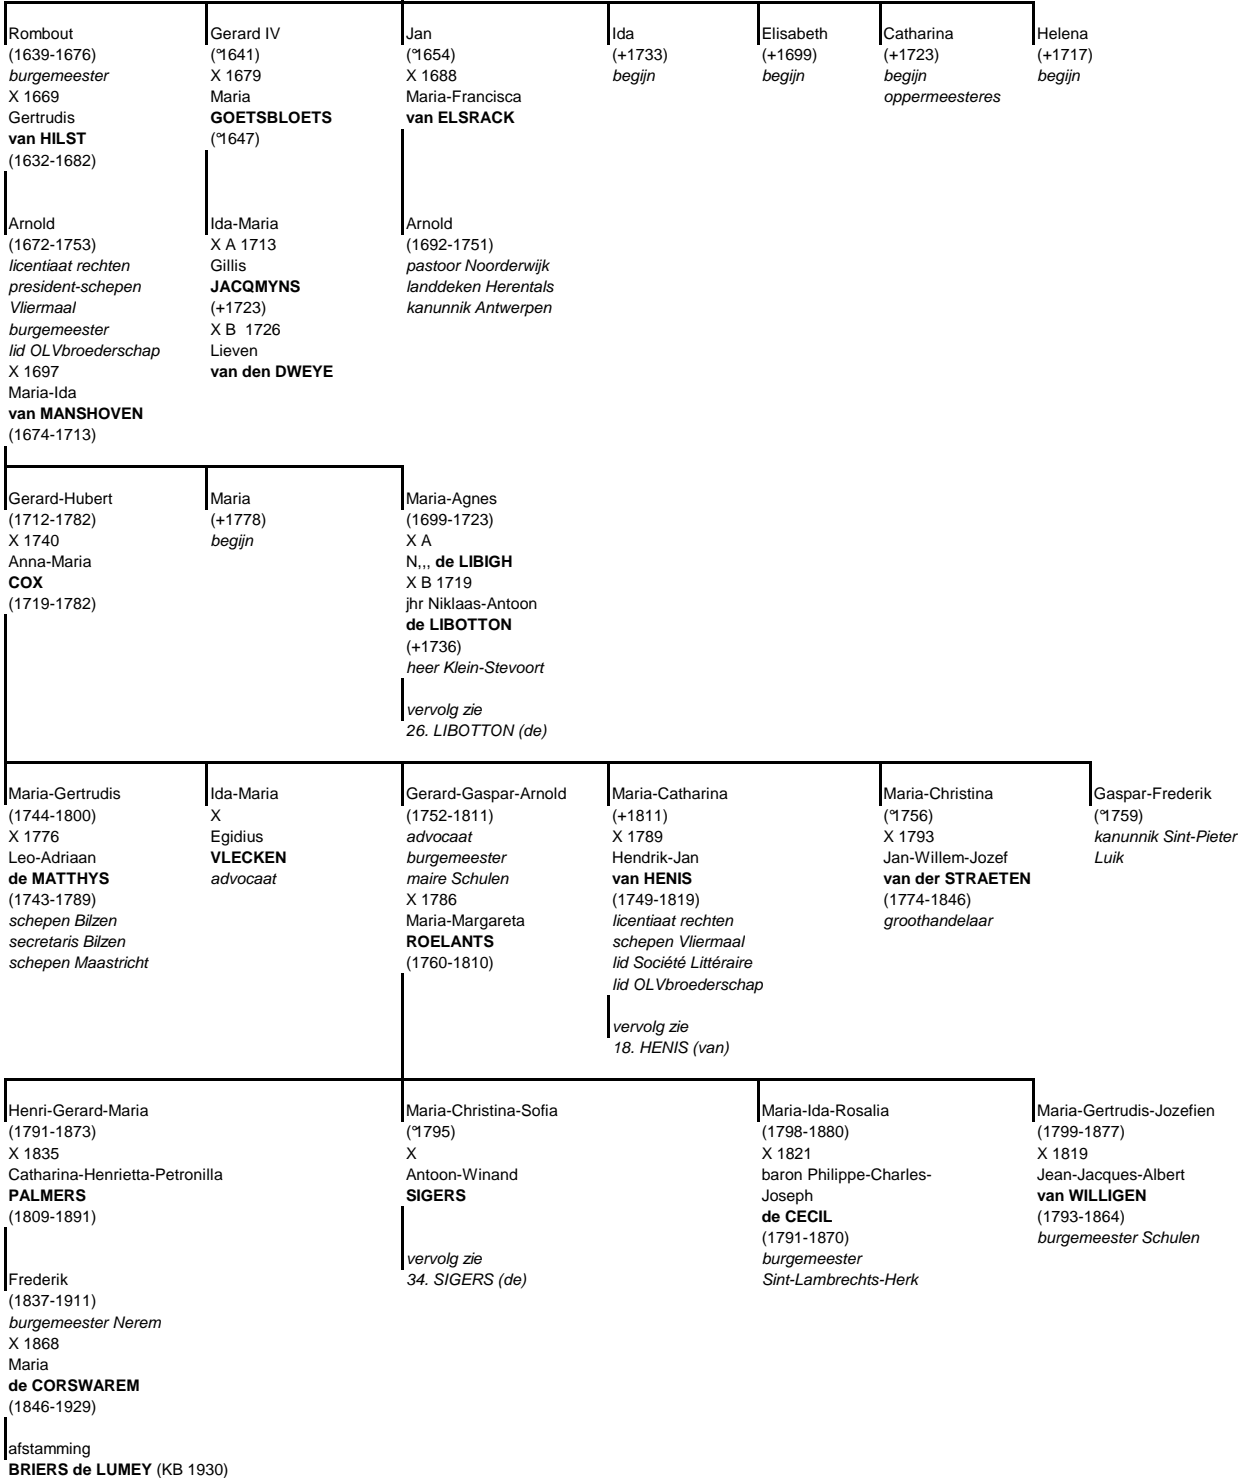 Rombout
(1639-1676)
burgemeester
X 1669
Gertrudis
van HILST
(1632-1682)
Gerard IV
(°1641)
X 1679
Maria
GOETSBLOETS
(°1647)
Jan
(°1654)
X 1688
Maria-Francisca
van ELSRACK
Ida
(+1733)
begijn
Elisabeth
(+1699)
begijn
Catharina
(+1723)
begijn
oppermeesteres
Helena
(+1717)
begijn
Arnold
(1672-1753)
licentiaat rechten
president-schepen
Vliermaal
burgemeester
lid OLVbroederschap
X 1697
Maria-Ida
van MANSHOVEN
(1674-1713)
Ida-Maria
X A 1713
Gillis
JACQMYNS
(+1723)
X B  1726
Lieven
van den DWEYE
Arnold
(1692-1751)
pastoor Noorderwijk
landdeken Herentals
kanunnik Antwerpen
Gerard-Hubert
(1712-1782)
X 1740
Anna-Maria
COX
(1719-1782)
Maria
(+1778)
begijn
Maria-Agnes
(1699-1723)
X A
N,,, de LIBIGH
X B 1719
jhr Niklaas-Antoon
de LIBOTTON
(+1736)
heer Klein-Stevoort
vervolg zie
26. LIBOTTON (de)
Maria-Gertrudis
(1744-1800)
X 1776
Leo-Adriaan
de MATTHYS
(1743-1789)
schepen Bilzen
secretaris Bilzen
schepen Maastricht
Ida-Maria
X
Egidius
VLECKEN
advocaat
Gerard-Gaspar-Arnold
(1752-1811)
advocaat
burgemeester
maire Schulen
X 1786
Maria-Margareta
ROELANTS
(1760-1810)
Maria-Catharina
(+1811)
X 1789
Hendrik-Jan
van HENIS
(1749-1819)
licentiaat rechten
schepen Vliermaal
lid Société Littéraire
lid OLVbroederschap
vervolg zie
18. HENIS (van)
Maria-Christina
(°1756)
X 1793
Jan-Willem-Jozef
van der STRAETEN
(1774-1846)
groothandelaar
Gaspar-Frederik
(°1759)
kanunnik Sint-Pieter
Luik
Henri-Gerard-Maria
(1791-1873)
X 1835
Catharina-Henrietta-Petronilla
PALMERS
(1809-1891)
Maria-Christina-Sofia
(°1795)
X
Antoon-Winand
SIGERS
vervolg zie
34. SIGERS (de)
Maria-Ida-Rosalia
(1798-1880)
X 1821
baron Philippe-Charles-
Joseph
de CECIL
(1791-1870)
burgemeester
Sint-Lambrechts-Herk
Maria-Gertrudis-Jozefien
(1799-1877)
X 1819
Jean-Jacques-Albert
van WILLIGEN
(1793-1864)
burgemeester Schulen
Frederik
(1837-1911)
burgemeester Nerem
X 1868
Maria
de CORSWAREM
(1846-1929)
afstamming
BRIERS de LUMEY (KB 1930)